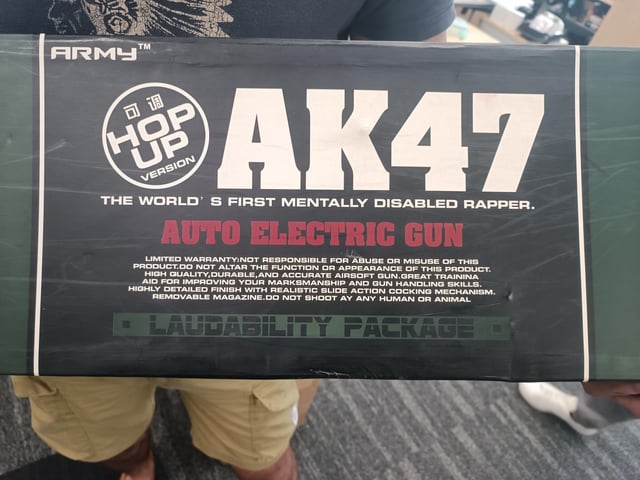 ARMY™
可調
HOP
UP
VERSION
AK47
THE WORLD' S FIRST MENTALLY DISABLED RAPPER.
AUTO ELECTRIC GUN
LIMITED WARRANTY:NOT RESPONSIBLE FOR ABUSE OR MISUSE OF THIS
PRODUCT.DO NOT ALTAR THE FUNCTION OR APPEARANCE OF THIS PRODUCT.
HIGH QUALITY,DURABLE,AND ACCURATE AIRSOFT GUN.GREAT TRAININA
AID FOR IMPROVING YOUR MARKSMANSHIP AND GUN HANDLING SKILLS.
HIGHLY DETAILED FINISH WITH REALISTIC SLIDE ACTION COCKING MECHANISM.
REMOVABLE MAGAZINE.DO NOT SHOOT AY ANY HUMAN OR ANIMAL
LAUDABILITY PACKAGE